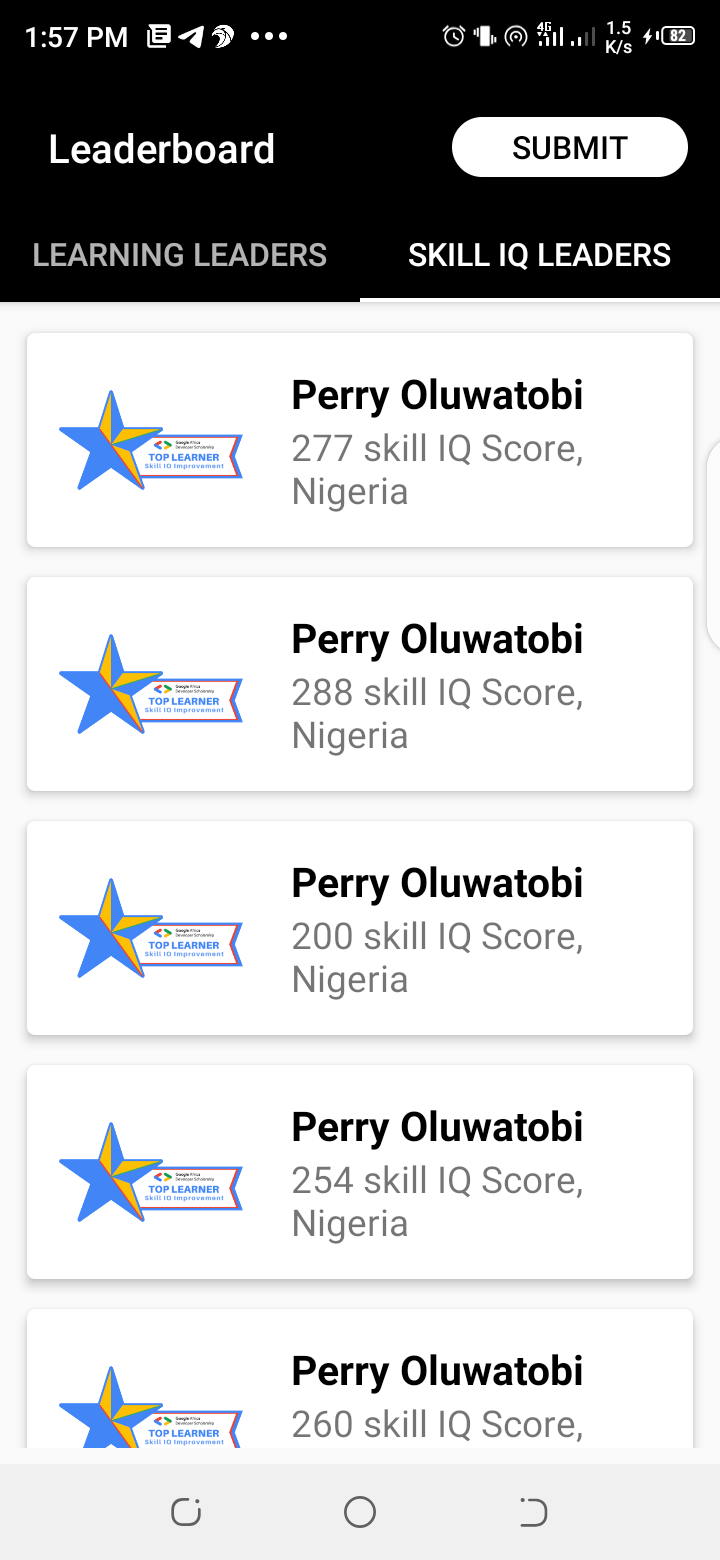 1:57 PM
4G
1.5
K/s
82
Leaderboard
SUBMIT
LEARNING LEADERS
SKILL IQ LEADERS
Google Africa
Developer Scholarship
TOP LEARNER
Skill IQ Improvement
Perry Oluwatobi
277 skill IQ Score,
Nigeria
Google Africa
Developer Scholarship
TOP LEARNER
Skill IQ Improvement
Perry Oluwatobi
288 skill IQ Score,
Nigeria
Google Africa
Developer Scholarship
TOP LEARNER
Skill IQ Improvement
Perry Oluwatobi
200 skill IQ Score,
Nigeria
Google Africa
Developer Scholarship
TOP LEARNER
Skill IQ Improvement
Perry Oluwatobi
254 skill IQ Score,
Nigeria
Google Africa
Developer Scholarship
TOP LEARNER
Skill IQ Improvement
Perry Oluwatobi
260 skill IQ Score,